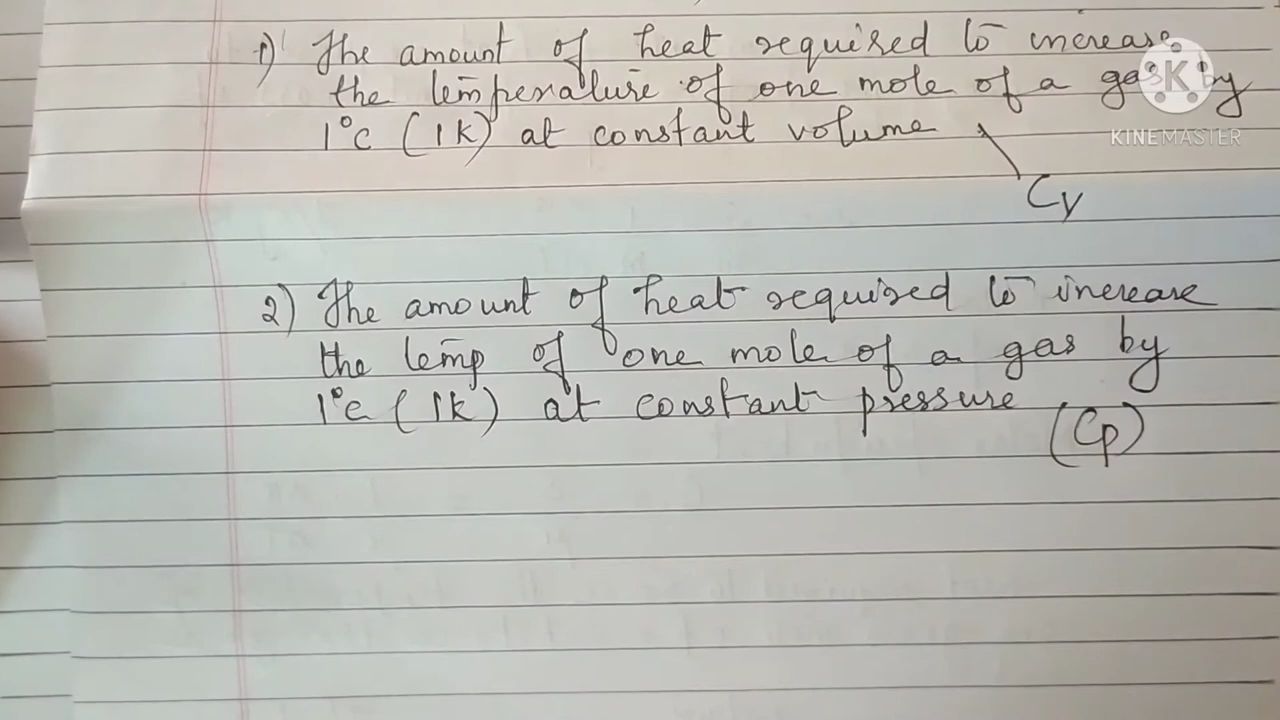 1) The amount of heat required to increase
the temperature of one mole of a gas by
1°C (1K) at constant volume
Cv
2) The amount of heat required to increase
the temp of one mole of a gas by
1°C (1K) at constant pressure
(Cp)
K
KINEMASTER